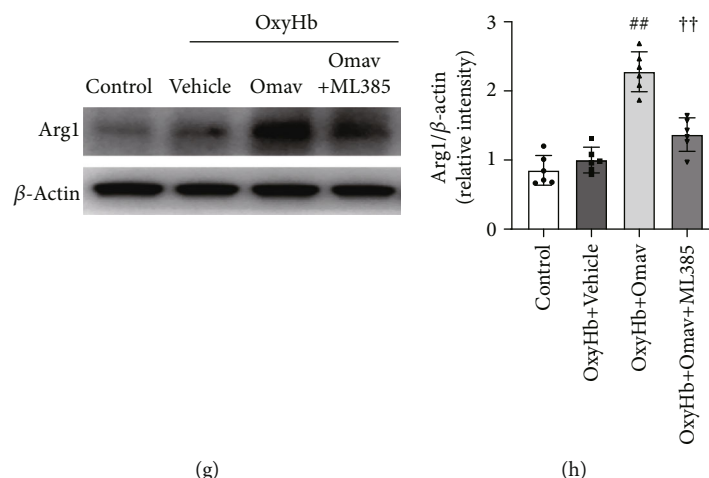 OxyHb
Omav
Control Vehicle Omav +ML385
Arg1
β-Actin
(g)
3
2
1
0
Arg1/β-actin
(relative intensity)
##
††
Control
OxyHb+Vehicle
OxyHb+Omav
OxyHb+Omav+ML385
(h)